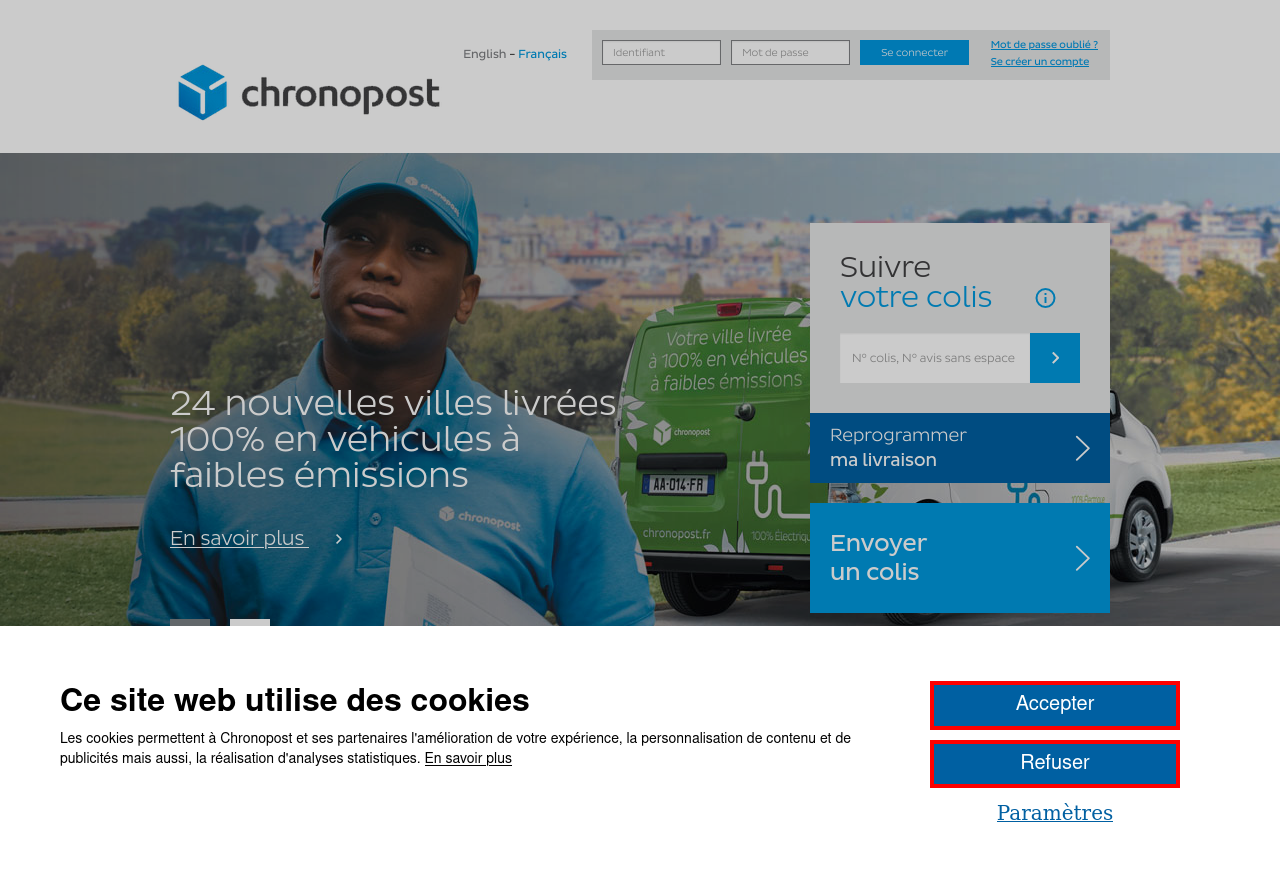 English - Français
Identifiant
Mot de passe
Se connecter
Mot de passe oublié ?
Se créer un compte
chronopost
chronopost
Suivre
votre colis
N° colis, N° avis sans espace
Reprogrammer
ma livraison
Envoyer
un colis
24 nouvelles villes livrées
100% en véhicules à
faibles émissions
En savoir plus
Votre ville livrée
à 100% en véhicules
à faibles émissions
chronopost
AA-014-FR
chronopost.fr
100% Électrique
chronopost
Ce site web utilise des cookies
Les cookies permettent à Chronopost et ses partenaires l'amélioration de votre expérience, la personnalisation de contenu et de
publicités mais aussi, la réalisation d'analyses statistiques. En savoir plus
Accepter
Refuser
Paramètres